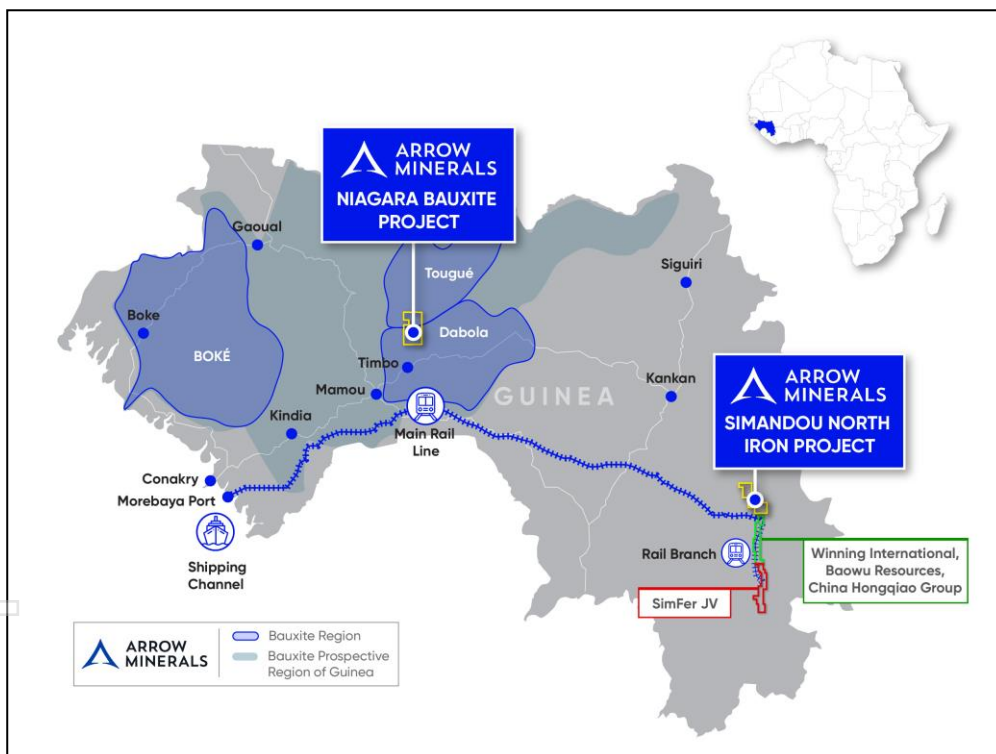 ARROW
MINERALS
NIAGARA BAUXITE
PROJECT
Gaoual
Tougué
Siguiri
Boke
BOKÉ
Dabola
Timbo
Mamou
GUINEA
Kankan
ARROW
MINERALS
SIMANDOU NORTH
IRON PROJECT
Kindia
Main Rail
Line
Conakry
Morebaya Port
Shipping
Channel
Rail Branch
Winning International,
Baowu Resources,
China Hongqiao Group
SimFer JV
ARROW
MINERALS
Bauxite Region
Bauxite Prospective
Region of Guinea